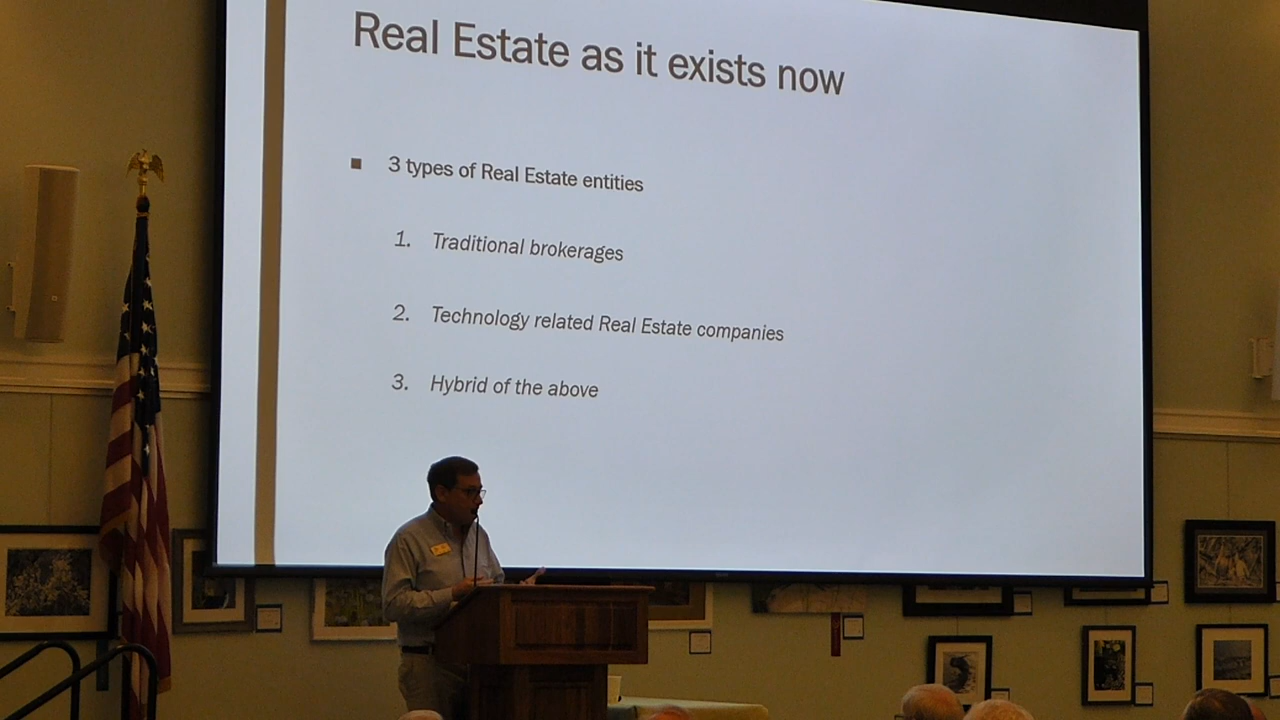 Real Estate as it exists now
■ 3 types of Real Estate entities
1. Traditional brokerages
2. Technology related Real Estate companies
3. Hybrid of the above